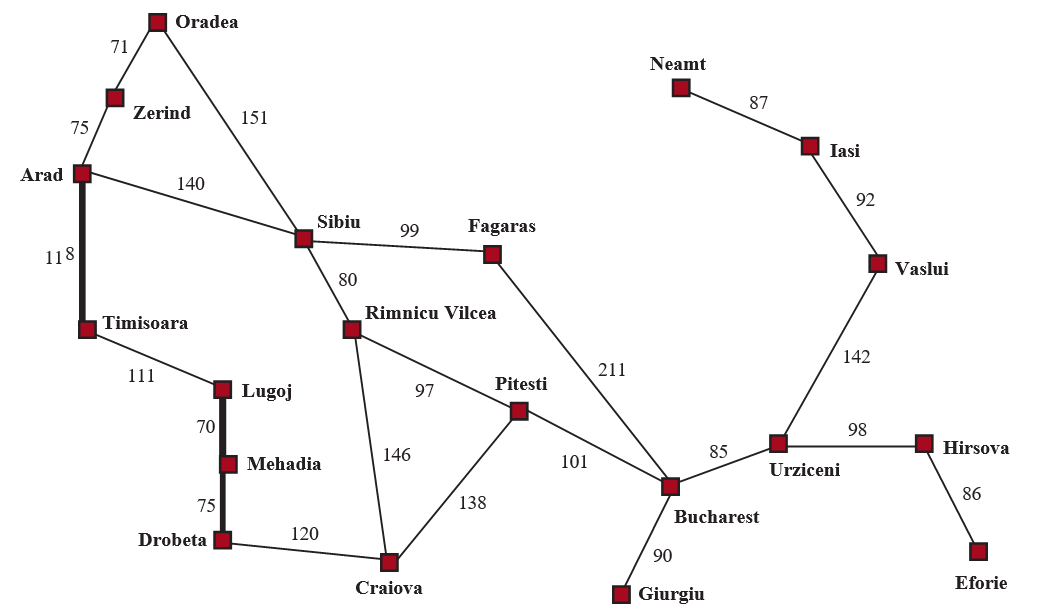 Oradea
71
Neamt
87
Zerind
151
75
Iasi
Arad
140
92
Sibiu
Fagaras
99
118
Vaslui
80
Rimnicu Vilcea
Timisoara
142
111
211
Pitesti
97
Lugoj
70
98
146
85
Hirsova
101
Mehadia
Urziceni
75
138
86
Bucharest
Drobeta
120
90
Craiova
Eforie
Giurgiu